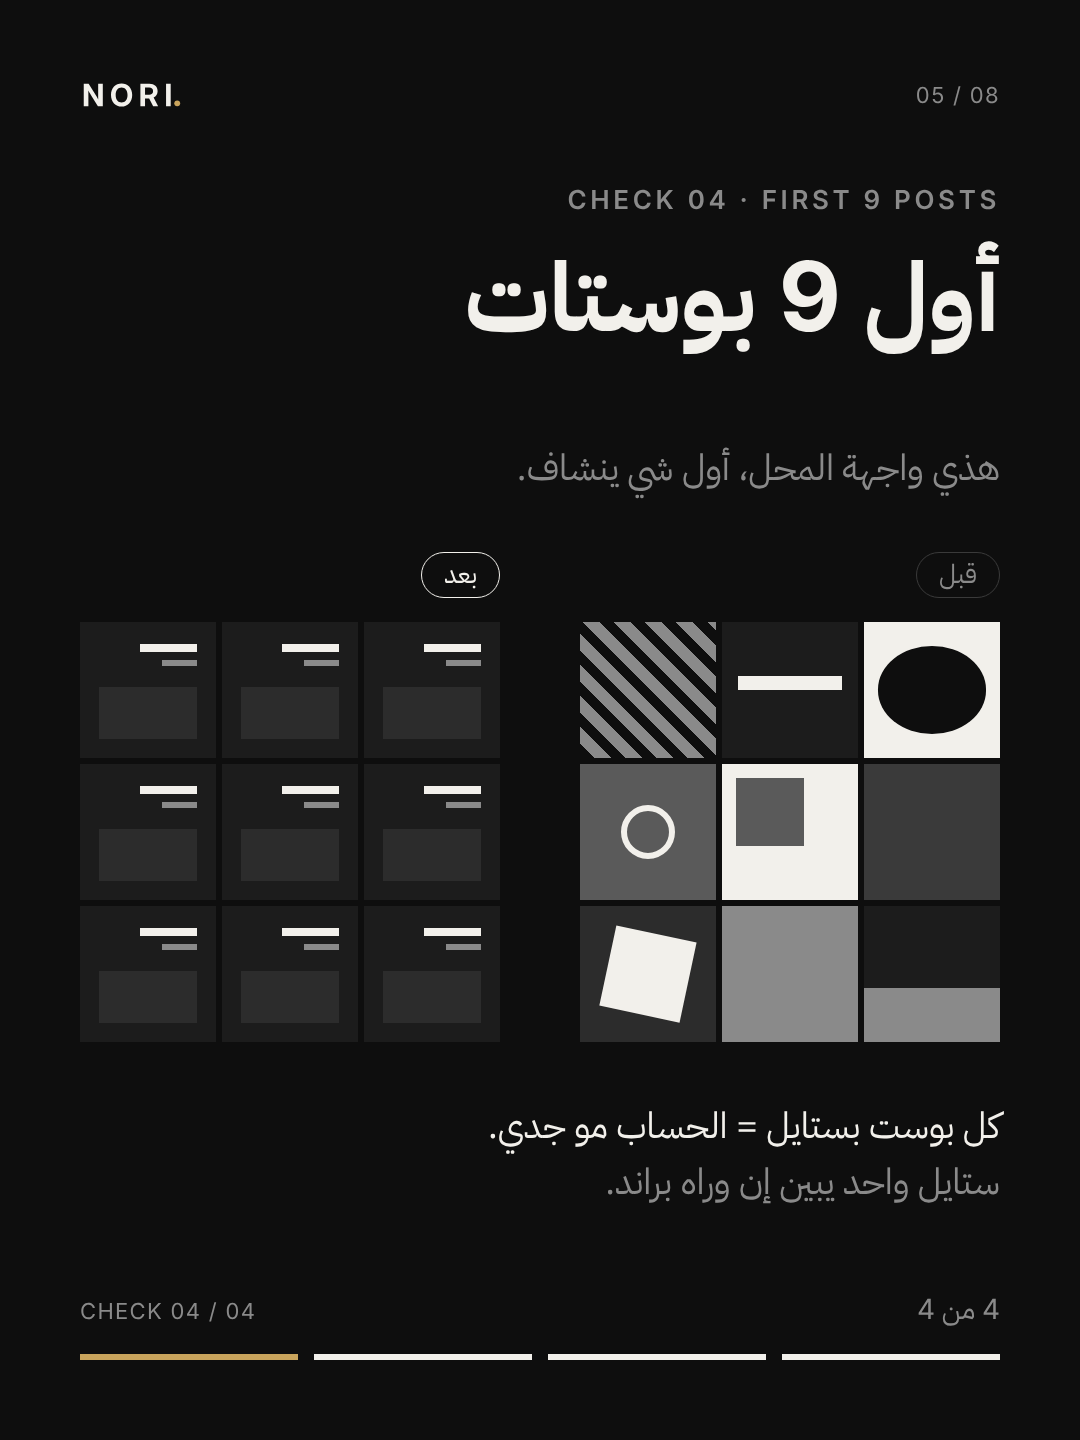 NORI.
05 / 08
CHECK 04 · FIRST 9 POSTS
أول 9 بوستات
هذي واجهة المحل، أول شي ينشاف.
قبل
بعد
كل بوست بستايل = الحساب مو جدي.
ستايل واحد يبين إن وراه براند.
4 من 4
CHECK 04 / 04